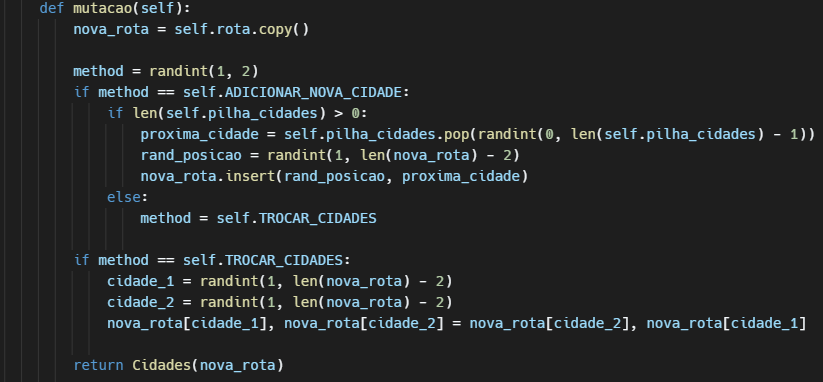 def mutacao(self):
    nova_rota = self.rota.copy()

    method = randint(1, 2)
    if method == self.ADICIONAR_NOVA_CIDADE:
        if len(self.pilha_cidades) > 0:
            proxima_cidade = self.pilha_cidades.pop(randint(0, len(self.pilha_cidades) - 1))
            rand_posicao = randint(1, len(nova_rota) - 2)
            nova_rota.insert(rand_posicao, proxima_cidade)
        else:
            method = self.TROCAR_CIDADES

    if method == self.TROCAR_CIDADES:
        cidade_1 = randint(1, len(nova_rota) - 2)
        cidade_2 = randint(1, len(nova_rota) - 2)
        nova_rota[cidade_1], nova_rota[cidade_2] = nova_rota[cidade_2], nova_rota[cidade_1]

    return Cidades(nova_rota)